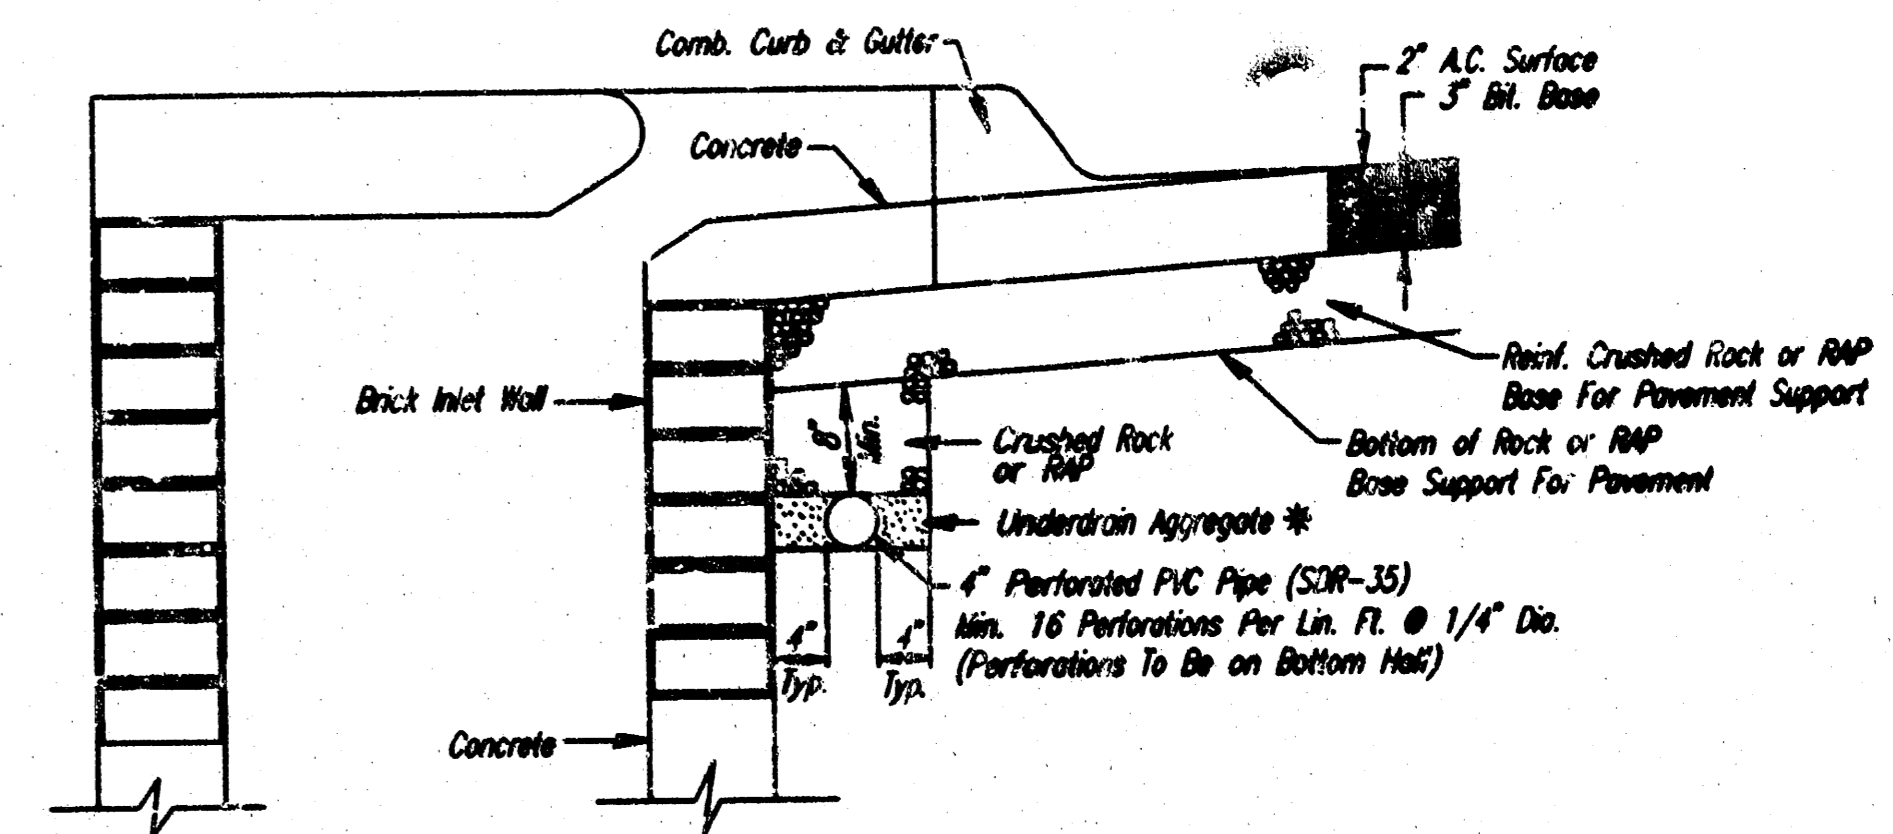 Comb. Curb & Gutter
2" A.C. Surface
3" Bit. Base
Concrete
Reinf. Crushed Rock or RAP
Base For Pavement Support
Brick Inlet Wall
8"
Min.
Crushed Rock
or RAP
Bottom of Rock or RAP
Base Support For Pavement
Underdrain Aggregate *
4" Perforated PVC Pipe (SDR-35)
Min. 16 Perforations Per Lin. Ft. @ 1/4" Dia.
(Perforations To Be on Bottom Half)
4"
Typ.
4"
Typ.
Concrete